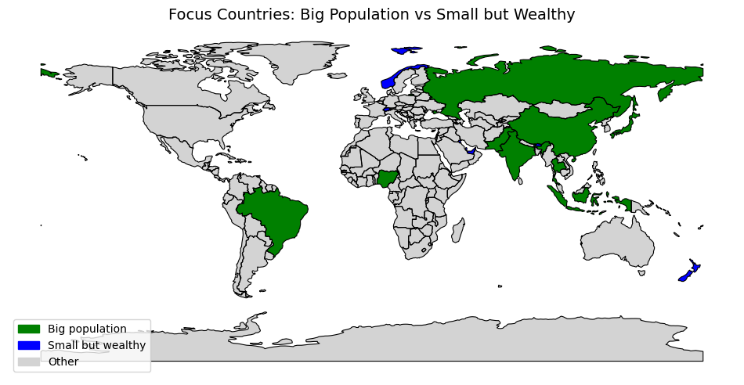 Focus Countries: Big Population vs Small but Wealthy
Big population
Small but wealthy
Other